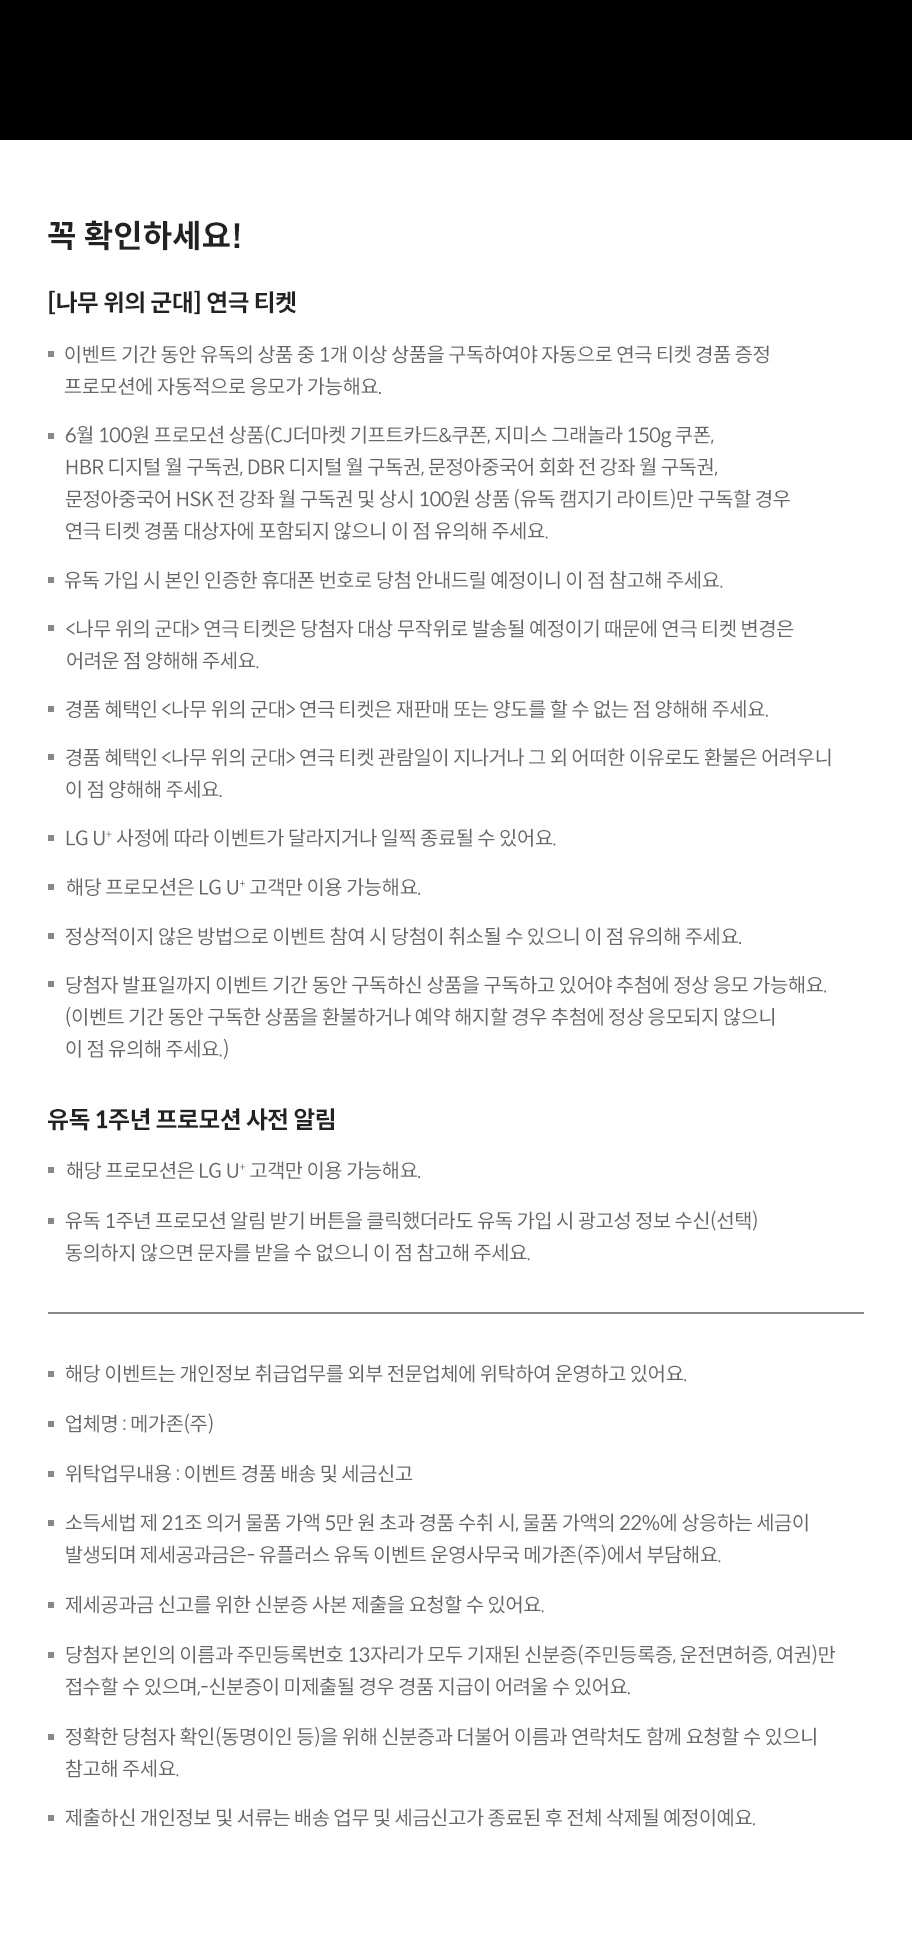 꼭 확인하세요!
[나무 위의 군대] 연극 티켓
▪ 이벤트 기간 동안 유독의 상품 중 1개 이상 상품을 구독하여야 자동으로 연극 티켓 경품 증정
프로모션에 자동적으로 응모가 가능해요.
▪ 6월 100원 프로모션 상품(CJ더마켓 기프트카드&쿠폰, 지미스 그래놀라 150g 쿠폰,
HBR 디지털 월 구독권, DBR 디지털 월 구독권, 문정아중국어 회화 전 강좌 월 구독권,
문정아중국어 HSK 전 강좌 월 구독권 및 상시 100원 상품 (유독 캠지기 라이트)만 구독할 경우
연극 티켓 경품 대상자에 포함되지 않으니 이 점 유의해 주세요.
▪ 유독 가입 시 본인 인증한 휴대폰 번호로 당첨 안내드릴 예정이니 이 점 참고해 주세요.
▪ <나무 위의 군대> 연극 티켓은 당첨자 대상 무작위로 발송될 예정이기 때문에 연극 티켓 변경은
어려운 점 양해해 주세요.
▪ 경품 혜택인 <나무 위의 군대> 연극 티켓은 재판매 또는 양도를 할 수 없는 점 양해해 주세요.
▪ 경품 혜택인 <나무 위의 군대> 연극 티켓 관람일이 지나거나 그 외 어떠한 이유로도 환불은 어려우니
이 점 양해해 주세요.
▪ LG U⁺ 사정에 따라 이벤트가 달라지거나 일찍 종료될 수 있어요.
▪ 해당 프로모션은 LG U⁺ 고객만 이용 가능해요.
▪ 정상적이지 않은 방법으로 이벤트 참여 시 당첨이 취소될 수 있으니 이 점 유의해 주세요.
▪ 당첨자 발표일까지 이벤트 기간 동안 구독하신 상품을 구독하고 있어야 추첨에 정상 응모 가능해요.
(이벤트 기간 동안 구독한 상품을 환불하거나 예약 해지할 경우 추첨에 정상 응모되지 않으니
이 점 유의해 주세요.)
유독 1주년 프로모션 사전 알림
▪ 해당 프로모션은 LG U⁺ 고객만 이용 가능해요.
▪ 유독 1주년 프로모션 알림 받기 버튼을 클릭했더라도 유독 가입 시 광고성 정보 수신(선택)
동의하지 않으면 문자를 받을 수 없으니 이 점 참고해 주세요.
▪ 해당 이벤트는 개인정보 취급업무를 외부 전문업체에 위탁하여 운영하고 있어요.
▪ 업체명 : 메가존(주)
▪ 위탁업무내용 : 이벤트 경품 배송 및 세금신고
▪ 소득세법 제 21조 의거 물품 가액 5만 원 초과 경품 수취 시, 물품 가액의 22%에 상응하는 세금이
발생되며 제세공과금은- 유플러스 유독 이벤트 운영사무국 메가존(주)에서 부담해요.
▪ 제세공과금 신고를 위한 신분증 사본 제출을 요청할 수 있어요.
▪ 당첨자 본인의 이름과 주민등록번호 13자리가 모두 기재된 신분증(주민등록증, 운전면허증, 여권)만
접수할 수 있으며,-신분증이 미제출될 경우 경품 지급이 어려울 수 있어요.
▪ 정확한 당첨자 확인(동명이인 등)을 위해 신분증과 더불어 이름과 연락처도 함께 요청할 수 있으니
참고해 주세요.
▪ 제출하신 개인정보 및 서류는 배송 업무 및 세금신고가 종료된 후 전체 삭제될 예정이예요.